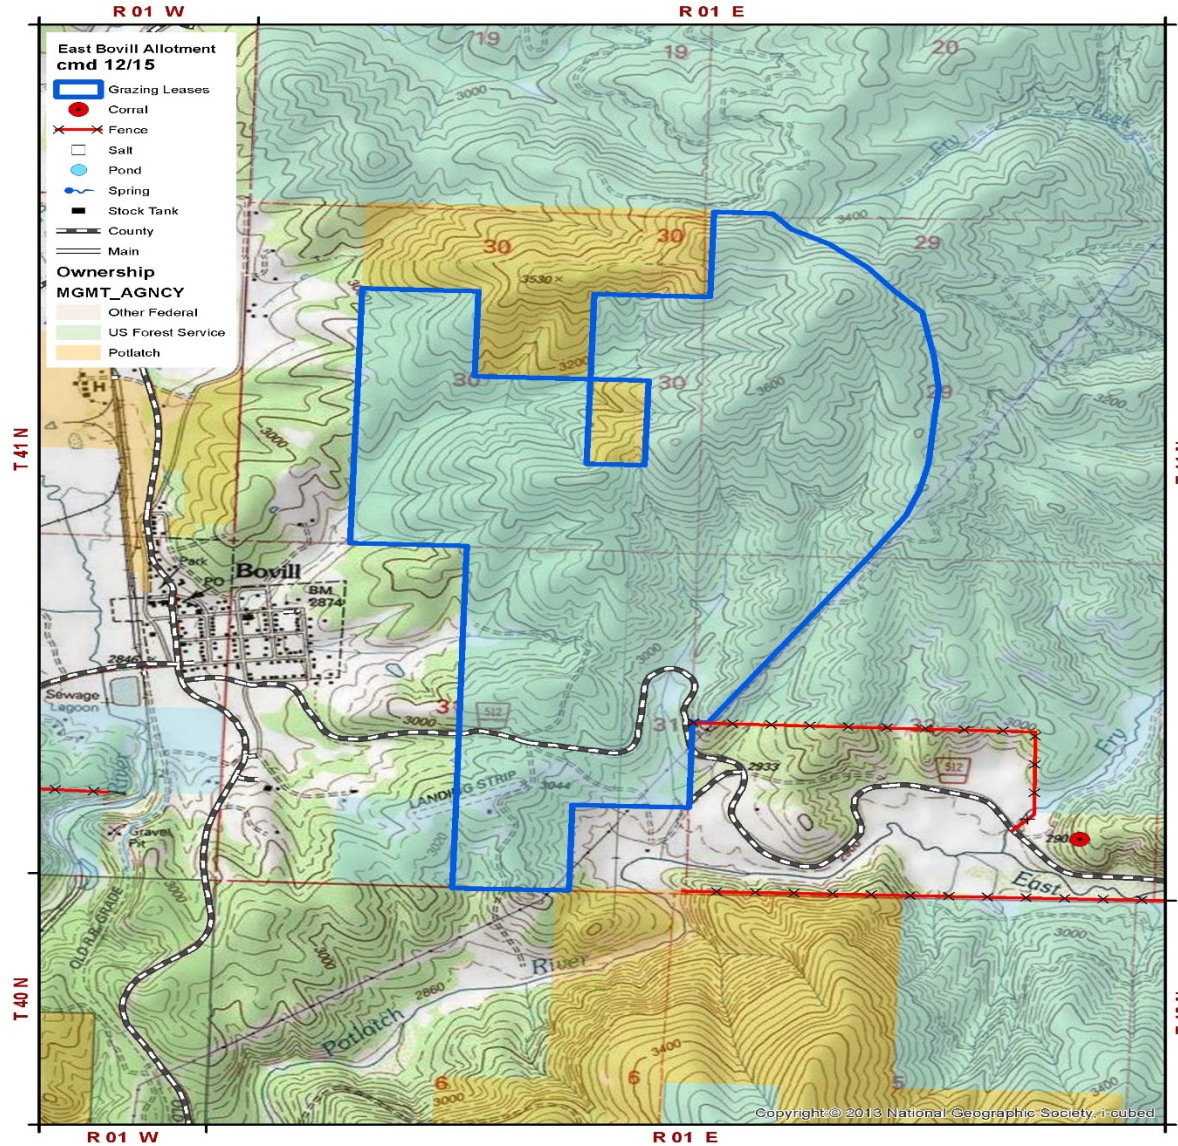 R 01 W
R 01 E
East Bovill Allotment
cmd 12/15
Grazing Leases
Corral
Fence
Salt
Pond
Spring
Stock Tank
County
Main
Ownership
MGMT_AGNCY
Other Federal
US Forest Service
Potlatch
19
19
20
3000
Fry Creek
3400
30
30
29
3530×
3200
30
30
3600
29
3200
H
3000
T 41 N
Park
PO
Bovill
BM
2874
2846
Sewage
Lagoon
3000
31
512
3000
31
32
3000
Fry
2933
512
River
LANDING STRIP
3044
3020
Gravel
Pit
East
OLD R.R. GRADE
3000
3000
3000
River
2860
Potlatch
T 40 N
3400
6
6
5
3000
3400
Copyright:© 2013 National Geographic Society, i-cubed
R 01 W
R 01 E